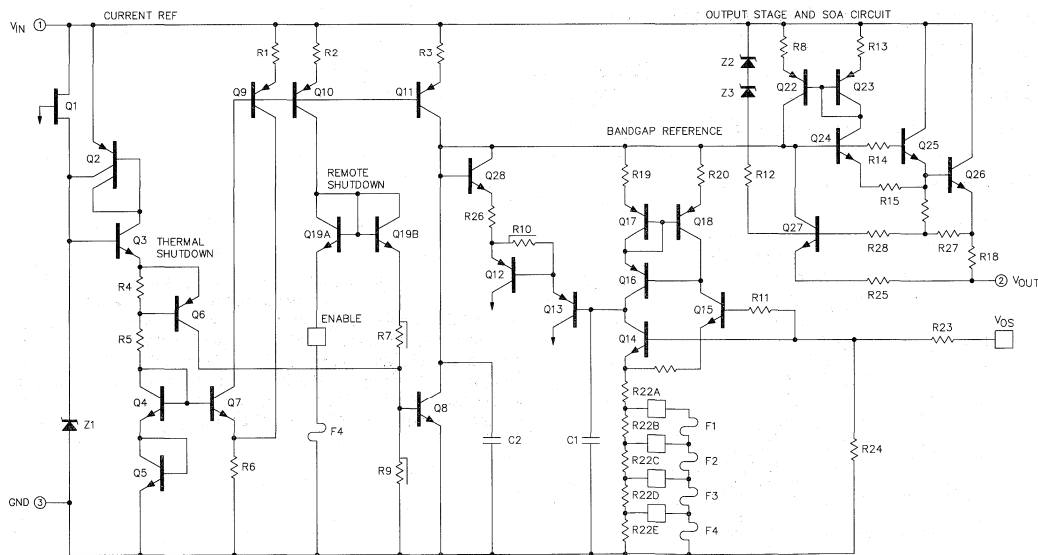 CURRENT REF
OUTPUT STAGE AND SOA CIRCUIT
VIN 1
R1
R2
R3
R8
R13
Z2
Z3
Q1
Q9
Q10
Q11
Q22
Q23
Q2
BANDGAP REFERENCE
Q24
R14
Q25
Q28
R19
R20
R12
Q26
REMOTE SHUTDOWN
R15
Q3
THERMAL SHUTDOWN
Q19A
Q19B
R26
R10
Q17
Q18
Q27
R28
R27
R18
R4
Q12
Q16
R25
2 VOUT
Q6
Q13
Q15
R11
ENABLE
R5
R7
Q14
R23
VOS
Q4
Q7
Q8
R22A
Z1
R22B
F1
F4
C2
C1
R24
R6
R22C
F2
Q5
R9
R22D
F3
GND 3
R22E
F4